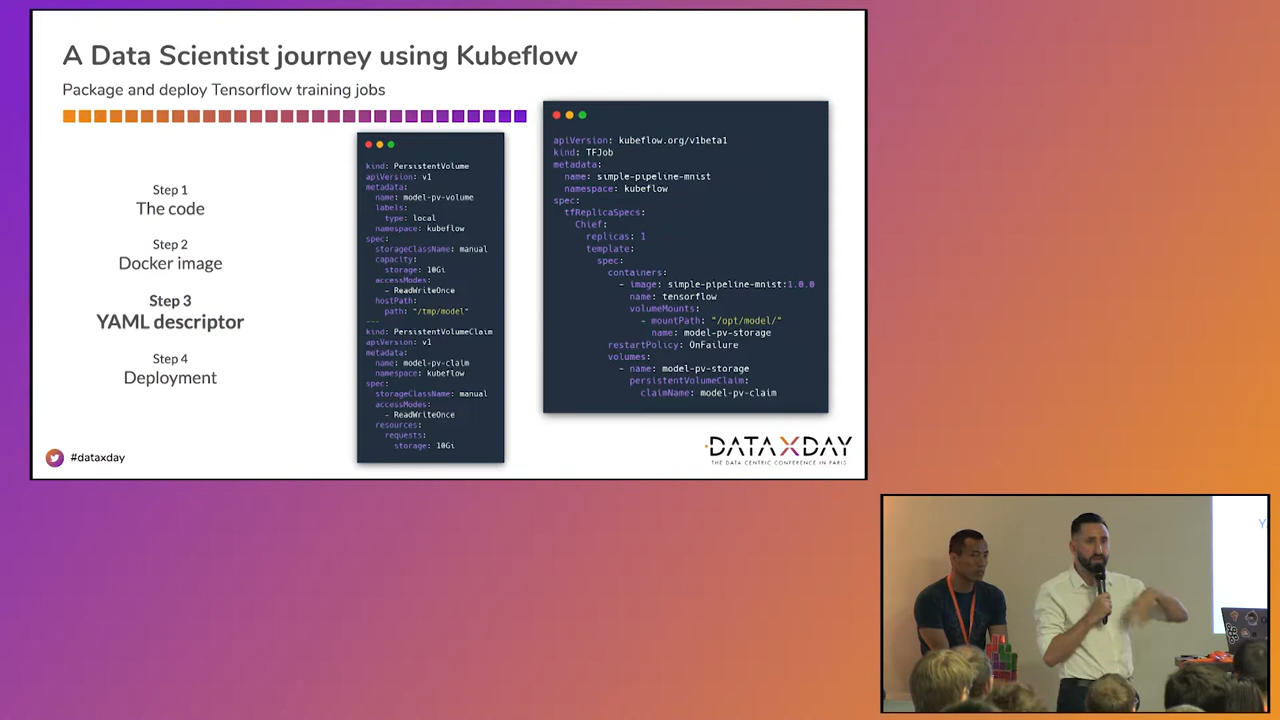 A Data Scientist journey using Kubeflow
Package and deploy Tensorflow training jobs
Step 1
The code
Step 2
Docker image
Step 3
YAML descriptor
Step 4
Deployment
kind: PersistentVolume
apiVersion: v1
metadata:
  name: model-pv-volume
  labels:
    type: local
  namespace: kubeflow
spec:
  storageClassName: manual
  capacity:
    storage: 10Gi
  accessModes:
    - ReadWriteOnce
  hostPath:
    path: "/tmp/model"
---
kind: PersistentVolumeClaim
apiVersion: v1
metadata:
  name: model-pv-claim
  namespace: kubeflow
spec:
  storageClassName: manual
  accessModes:
    - ReadWriteOnce
  resources:
    requests:
      storage: 10Gi
apiVersion: kubeflow.org/v1beta1
kind: TFJob
metadata:
  name: simple-pipeline-mnist
  namespace: kubeflow
spec:
  tfReplicaSpecs:
    Chief:
      replicas: 1
      template:
        spec:
          containers:
            - image: simple-pipeline-mnist:1.0.0
              name: tensorflow
              volumeMounts:
                - mountPath: "/opt/model/"
                  name: model-pv-storage
          restartPolicy: OnFailure
          volumes:
            - name: model-pv-storage
              persistentVolumeClaim:
                claimName: model-pv-claim
#dataxday
DATAXDAY
THE DATA CENTRIC CONFERENCE IN PARIS